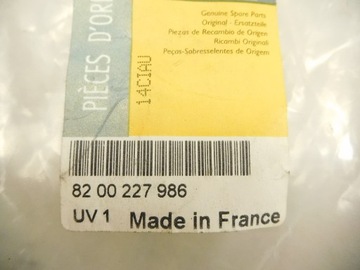 PIÈCES D'ORI
14CIAU
Genuine Spare Parts
Original - Ersatzteile
Piezas de Recambio de Origen
Ricambi Originali
Peças-Sobresselentes de Origem
82 00 227 986
UV 1 Made in France